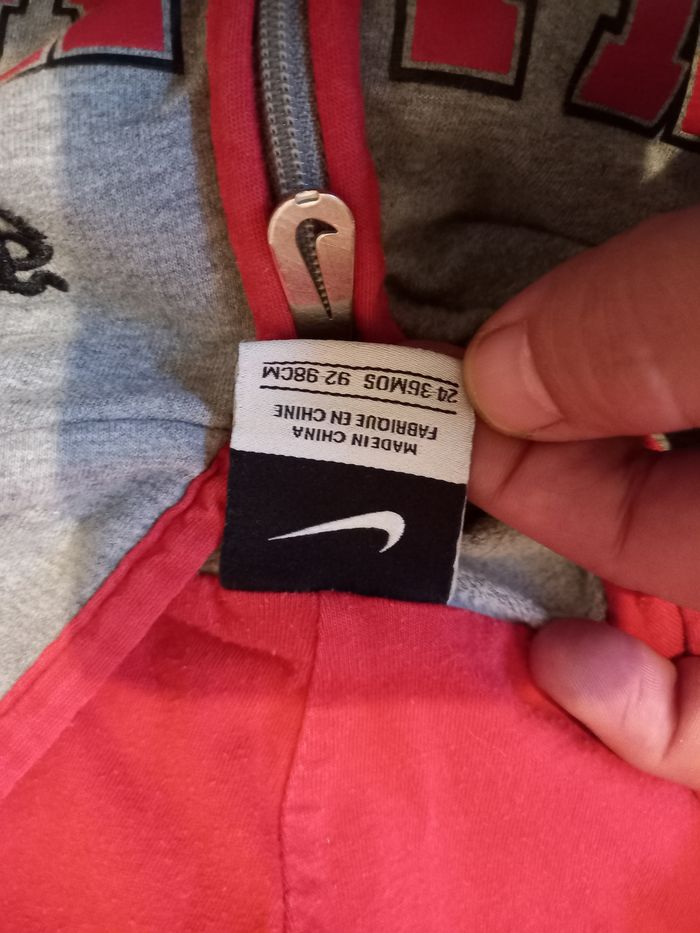 MADE IN CHINA
FABRIQUE EN CHINE
24 36MOS 92 98CM